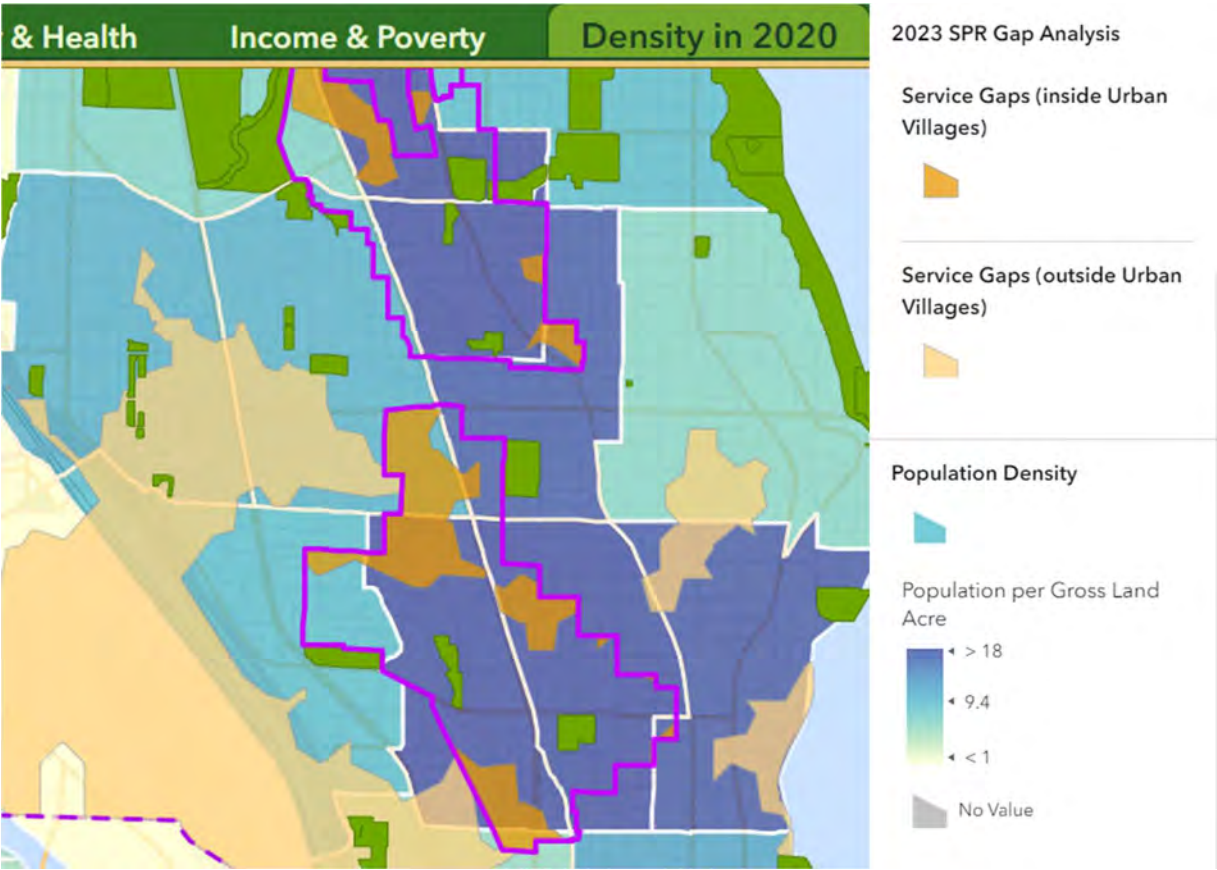 & Health Income & Poverty Density in 2020
2023 SPR Gap Analysis
Service Gaps (inside Urban
Villages)
Service Gaps (outside Urban
Villages)
Population Density
Population per Gross Land
Acre
> 18
9.4
< 1
No Value